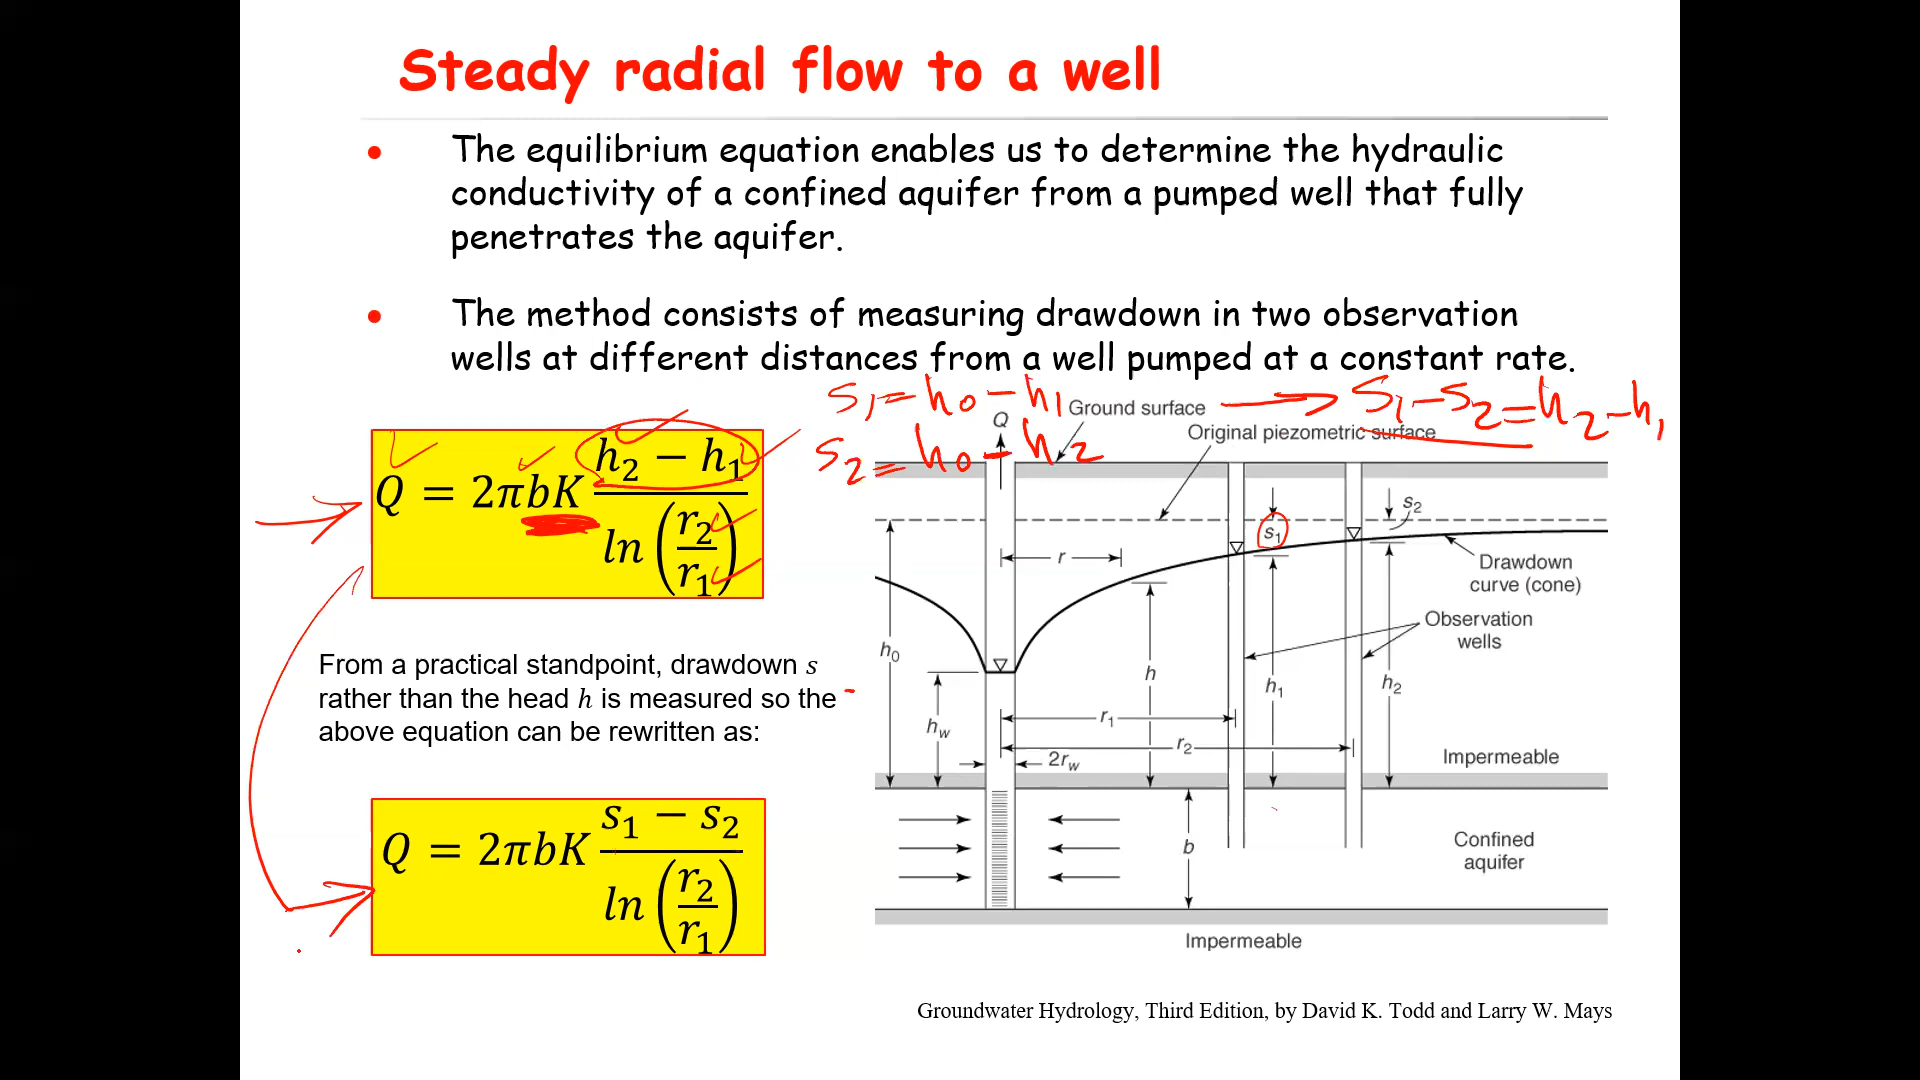 Steady radial flow to a well
• The equilibrium equation enables us to determine the hydraulic
conductivity of a confined aquifer from a pumped well that fully
penetrates the aquifer.
• The method consists of measuring drawdown in two observation
wells at different distances from a well pumped at a constant rate.
s₁ = h₀ − h₁
s₂ = h₀ − h₂
S₁ − S₂ = h₂ − h₁
Q = 2πbK (h₂ − h₁) / ln(r₂/r₁)
From a practical standpoint, drawdown s
rather than the head h is measured so the
above equation can be rewritten as:
Q = 2πbK (s₁ − s₂) / ln(r₂/r₁)
Q
Ground surface
Original piezometric surface
s₁
s₂
r
Drawdown
curve (cone)
Observation
wells
h₀
h
h₁
h₂
h_w
r₁
r₂
2r_w
Impermeable
b
Confined
aquifer
Impermeable
Groundwater Hydrology, Third Edition, by David K. Todd and Larry W. Mays